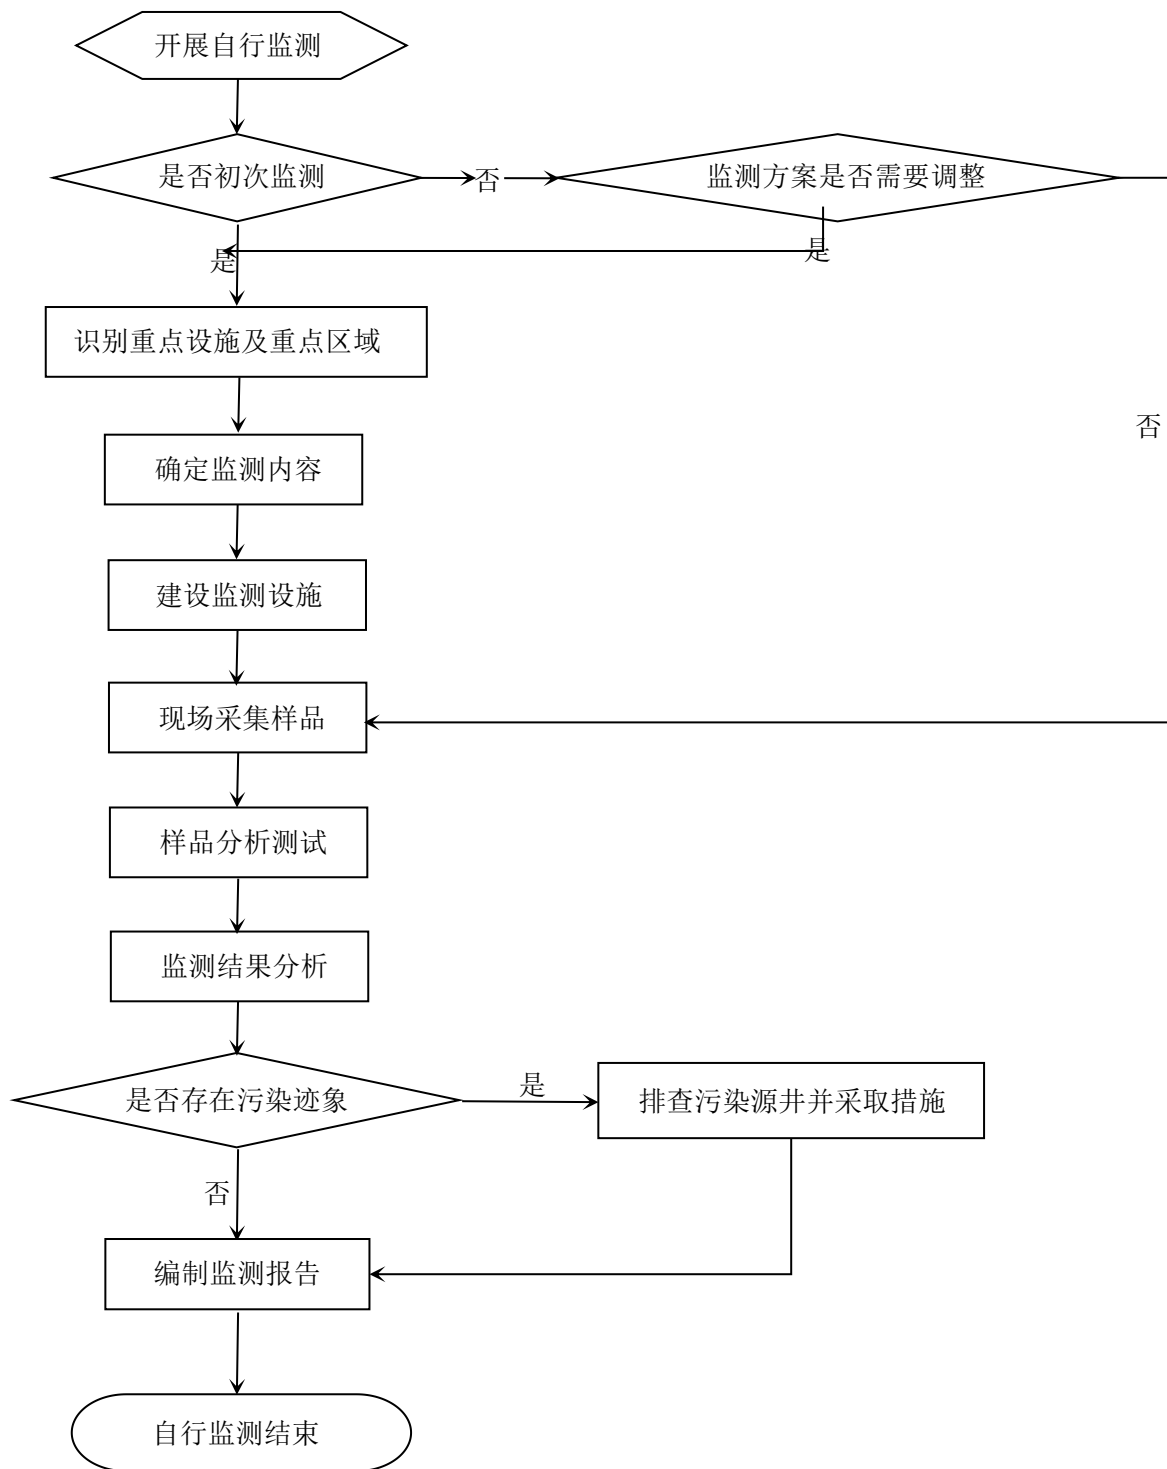 开展自行监测
是否初次监测
否
监测方案是否需要调整
是
是
识别重点设施及重点区域
否
确定监测内容
建设监测设施
现场采集样品
样品分析测试
监测结果分析
是否存在污染迹象
是
排查污染源井并采取措施
否
编制监测报告
自行监测结束